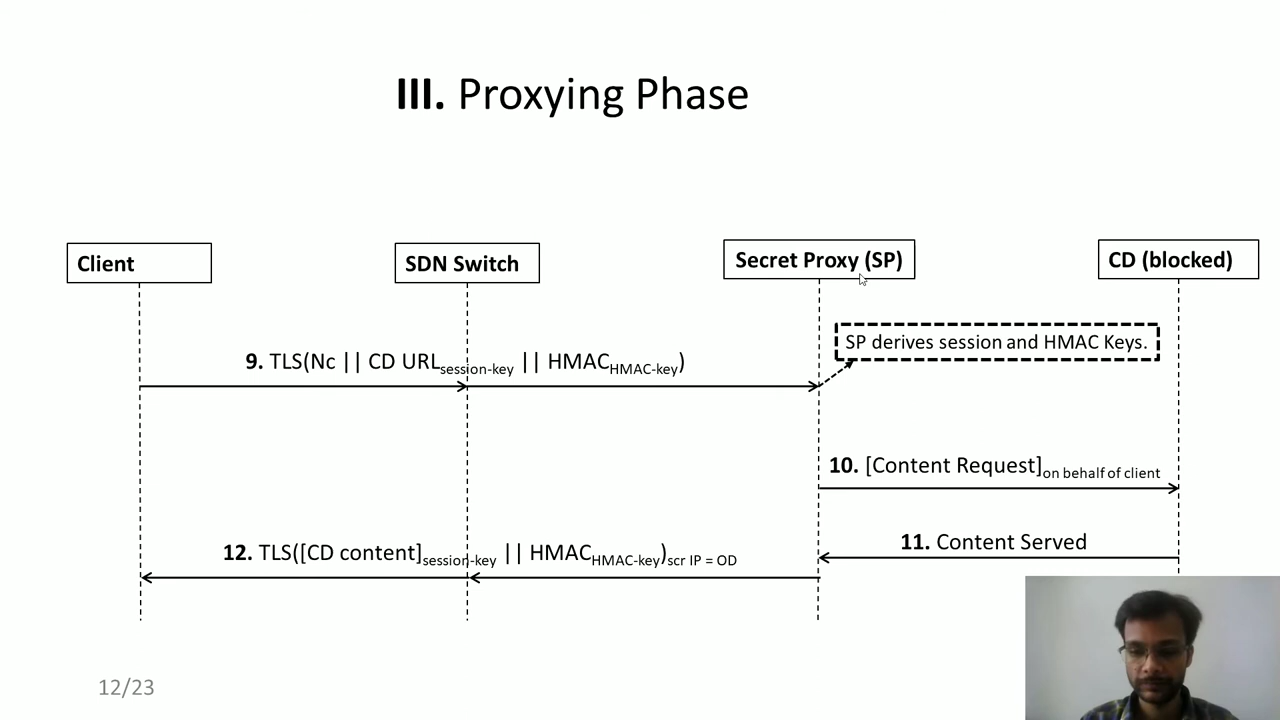 III. Proxying Phase
Client
SDN Switch
Secret Proxy (SP)
CD (blocked)
SP derives session and HMAC Keys.
9. TLS(Nc || CD URLsession-key || HMACHMAC-key)
10. [Content Request]on behalf of client
11. Content Served
12. TLS([CD content]session-key || HMACHMAC-key)scr IP = OD
12/23